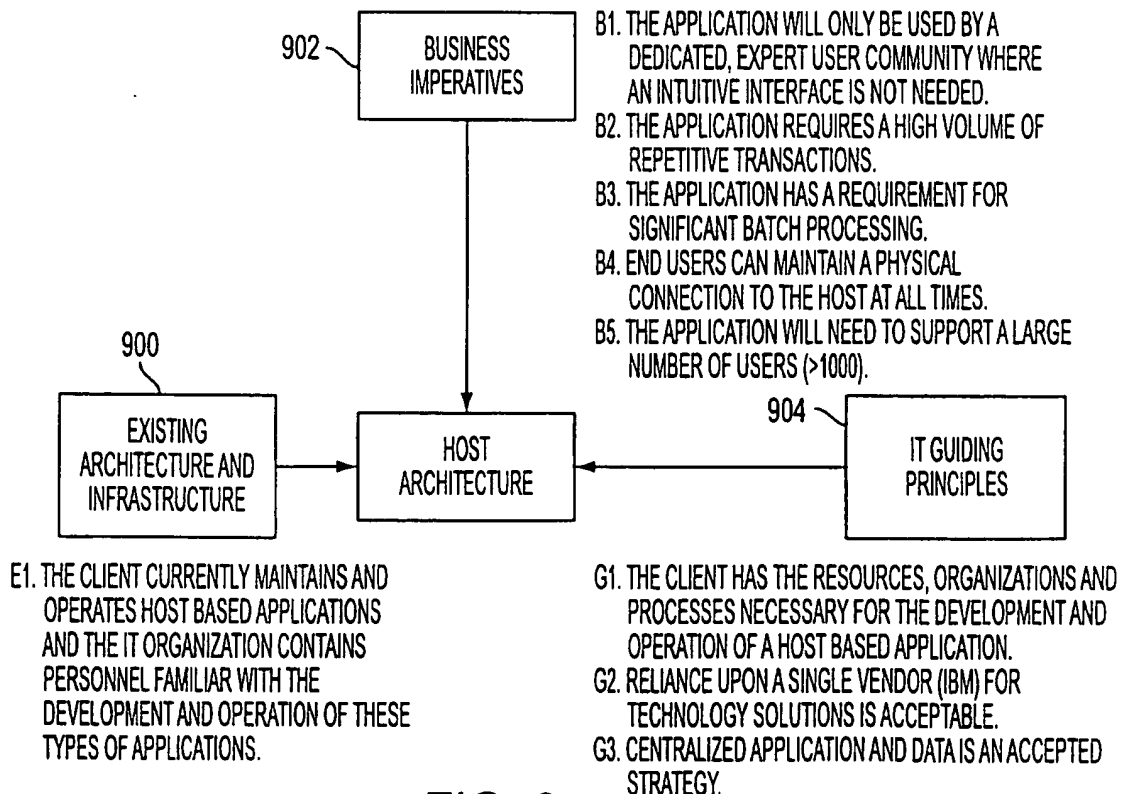 902
BUSINESS
IMPERATIVES
B1. THE APPLICATION WILL ONLY BE USED BY A
DEDICATED, EXPERT USER COMMUNITY WHERE
AN INTUITIVE INTERFACE IS NOT NEEDED.
B2. THE APPLICATION REQUIRES A HIGH VOLUME OF
REPETITIVE TRANSACTIONS.
B3. THE APPLICATION HAS A REQUIREMENT FOR
SIGNIFICANT BATCH PROCESSING.
B4. END USERS CAN MAINTAIN A PHYSICAL
CONNECTION TO THE HOST AT ALL TIMES.
B5. THE APPLICATION WILL NEED TO SUPPORT A LARGE
NUMBER OF USERS (>1000).
900
EXISTING
ARCHITECTURE AND
INFRASTRUCTURE
HOST
ARCHITECTURE
904
IT GUIDING
PRINCIPLES
E1. THE CLIENT CURRENTLY MAINTAINS AND
OPERATES HOST BASED APPLICATIONS
AND THE IT ORGANIZATION CONTAINS
PERSONNEL FAMILIAR WITH THE
DEVELOPMENT AND OPERATION OF THESE
TYPES OF APPLICATIONS.
G1. THE CLIENT HAS THE RESOURCES, ORGANIZATIONS AND
PROCESSES NECESSARY FOR THE DEVELOPMENT AND
OPERATION OF A HOST BASED APPLICATION.
G2. RELIANCE UPON A SINGLE VENDOR (IBM) FOR
TECHNOLOGY SOLUTIONS IS ACCEPTABLE.
G3. CENTRALIZED APPLICATION AND DATA IS AN ACCEPTED
STRATEGY.